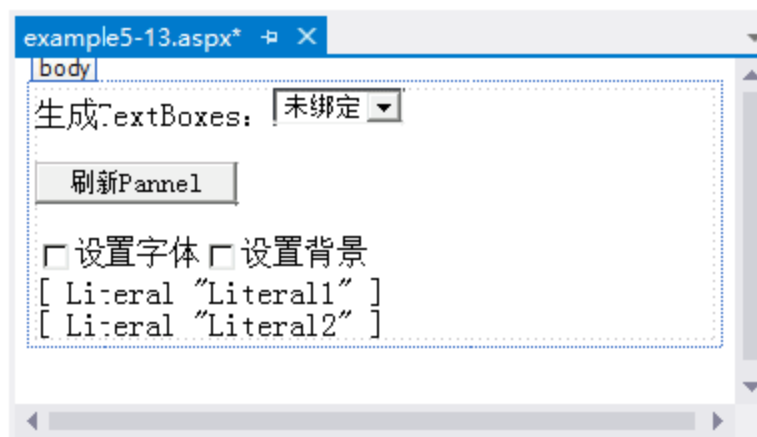 example5-13.aspx*
body
生成TextBoxes: 未绑定
刷新Pannel
设置字体 设置背景
[ Literal "Literal1" ]
[ Literal "Literal2" ]